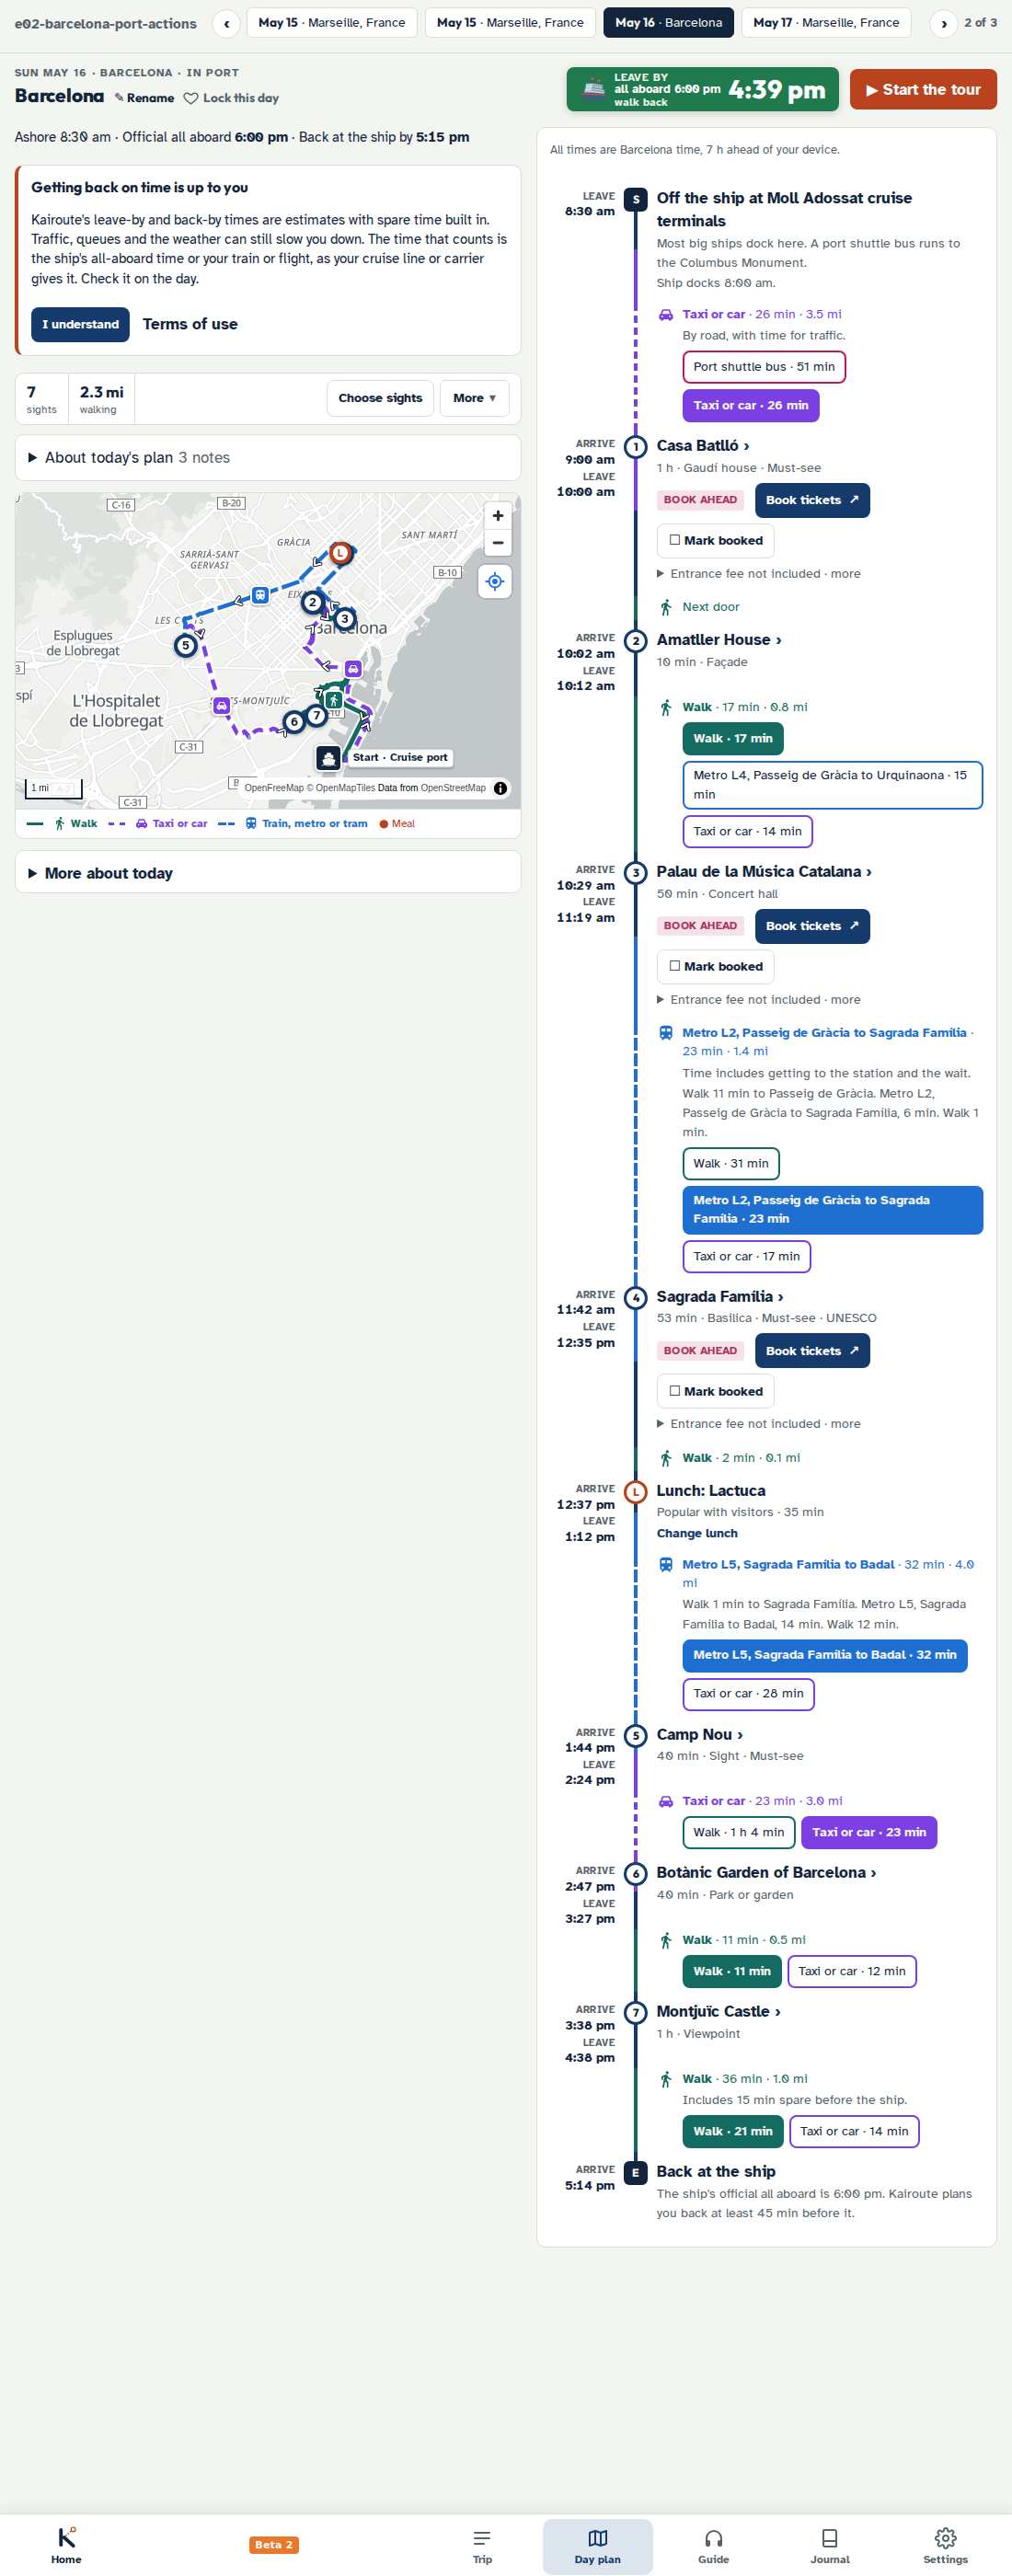 e02-barcelona-port-actions
‹
May 15 · Marseille, France
May 15 · Marseille, France
May 16 · Barcelona
May 17 · Marseille, France
›
2 of 3
SUN MAY 16 · BARCELONA · IN PORT
Barcelona ✎ Rename Lock this day
LEAVE BY
all aboard 6:00 pm
walk back
4:39 pm
▶ Start the tour
Ashore 8:30 am · Official all aboard 6:00 pm · Back at the ship by 5:15 pm
Getting back on time is up to you
Kairoute's leave-by and back-by times are estimates with spare time built in.
Traffic, queues and the weather can still slow you down. The time that counts is
the ship's all-aboard time or your train or flight, as your cruise line or carrier
gives it. Check it on the day.
I understand
Terms of use
7
sights
2.3 mi
walking
Choose sights
More ▾
▶ About today's plan 3 notes
C-16
B-20
GRÀCIA
SANT MARTÍ
SARRIÀ-SANT
GERVASI
B-10
L
2
3
LES C TS
5
Barcelona
Esplugues
de Llobregat
L'Hospitalet
de Llobregat
6
7
C-31
Start · Cruise port
1 mi
C-31
OpenFreeMap © OpenMapTiles Data from OpenStreetMap
Walk
Taxi or car
Train, metro or tram
Meal
▶ More about today
All times are Barcelona time, 7 h ahead of your device.
LEAVE
8:30 am
S
Off the ship at Moll Adossat cruise
terminals
Most big ships dock here. A port shuttle bus runs to
the Columbus Monument.
Ship docks 8:00 am.
Taxi or car · 26 min · 3.5 mi
By road, with time for traffic.
Port shuttle bus · 51 min
Taxi or car · 26 min
ARRIVE
9:00 am
LEAVE
10:00 am
1
Casa Batlló ›
1 h · Gaudí house · Must-see
BOOK AHEAD
Book tickets ↗
☐ Mark booked
▶ Entrance fee not included · more
Next door
ARRIVE
10:02 am
LEAVE
10:12 am
2
Amatller House ›
10 min · Façade
Walk · 17 min · 0.8 mi
Walk · 17 min
Metro L4, Passeig de Gràcia to Urquinaona · 15
min
Taxi or car · 14 min
ARRIVE
10:29 am
LEAVE
11:19 am
3
Palau de la Música Catalana ›
50 min · Concert hall
BOOK AHEAD
Book tickets ↗
☐ Mark booked
▶ Entrance fee not included · more
Metro L2, Passeig de Gràcia to Sagrada Família ·
23 min · 1.4 mi
Time includes getting to the station and the wait.
Walk 11 min to Passeig de Gràcia. Metro L2,
Passeig de Gràcia to Sagrada Família, 6 min. Walk 1
min.
Walk · 31 min
Metro L2, Passeig de Gràcia to Sagrada
Família · 23 min
Taxi or car · 17 min
ARRIVE
11:42 am
LEAVE
12:35 pm
4
Sagrada Família ›
53 min · Basilica · Must-see · UNESCO
BOOK AHEAD
Book tickets ↗
☐ Mark booked
▶ Entrance fee not included · more
Walk · 2 min · 0.1 mi
ARRIVE
12:37 pm
LEAVE
1:12 pm
L
Lunch: Lactuca
Popular with visitors · 35 min
Change lunch
Metro L5, Sagrada Família to Badal · 32 min · 4.0
mi
Walk 1 min to Sagrada Família. Metro L5, Sagrada
Família to Badal, 14 min. Walk 12 min.
Metro L5, Sagrada Família to Badal · 32 min
Taxi or car · 28 min
ARRIVE
1:44 pm
LEAVE
2:24 pm
5
Camp Nou ›
40 min · Sight · Must-see
Taxi or car · 23 min · 3.0 mi
Walk · 1 h 4 min
Taxi or car · 23 min
ARRIVE
2:47 pm
LEAVE
3:27 pm
6
Botànic Garden of Barcelona ›
40 min · Park or garden
Walk · 11 min · 0.5 mi
Walk · 11 min
Taxi or car · 12 min
ARRIVE
3:38 pm
LEAVE
4:38 pm
7
Montjuïc Castle ›
1 h · Viewpoint
Walk · 36 min · 1.0 mi
Includes 15 min spare before the ship.
Walk · 21 min
Taxi or car · 14 min
ARRIVE
5:14 pm
E
Back at the ship
The ship's official all aboard is 6:00 pm. Kairoute plans
you back at least 45 min before it.
Home
Beta 2
Trip
Day plan
Guide
Journal
Settings